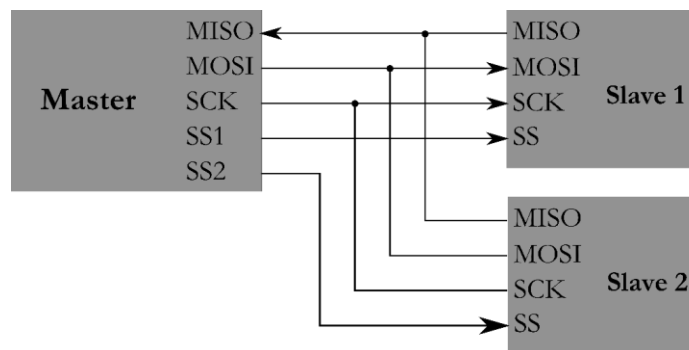 Master
MISO
MOSI
SCK
SS1
SS2
MISO
MOSI
SCK
SS
Slave 1
MISO
MOSI
SCK
SS
Slave 2